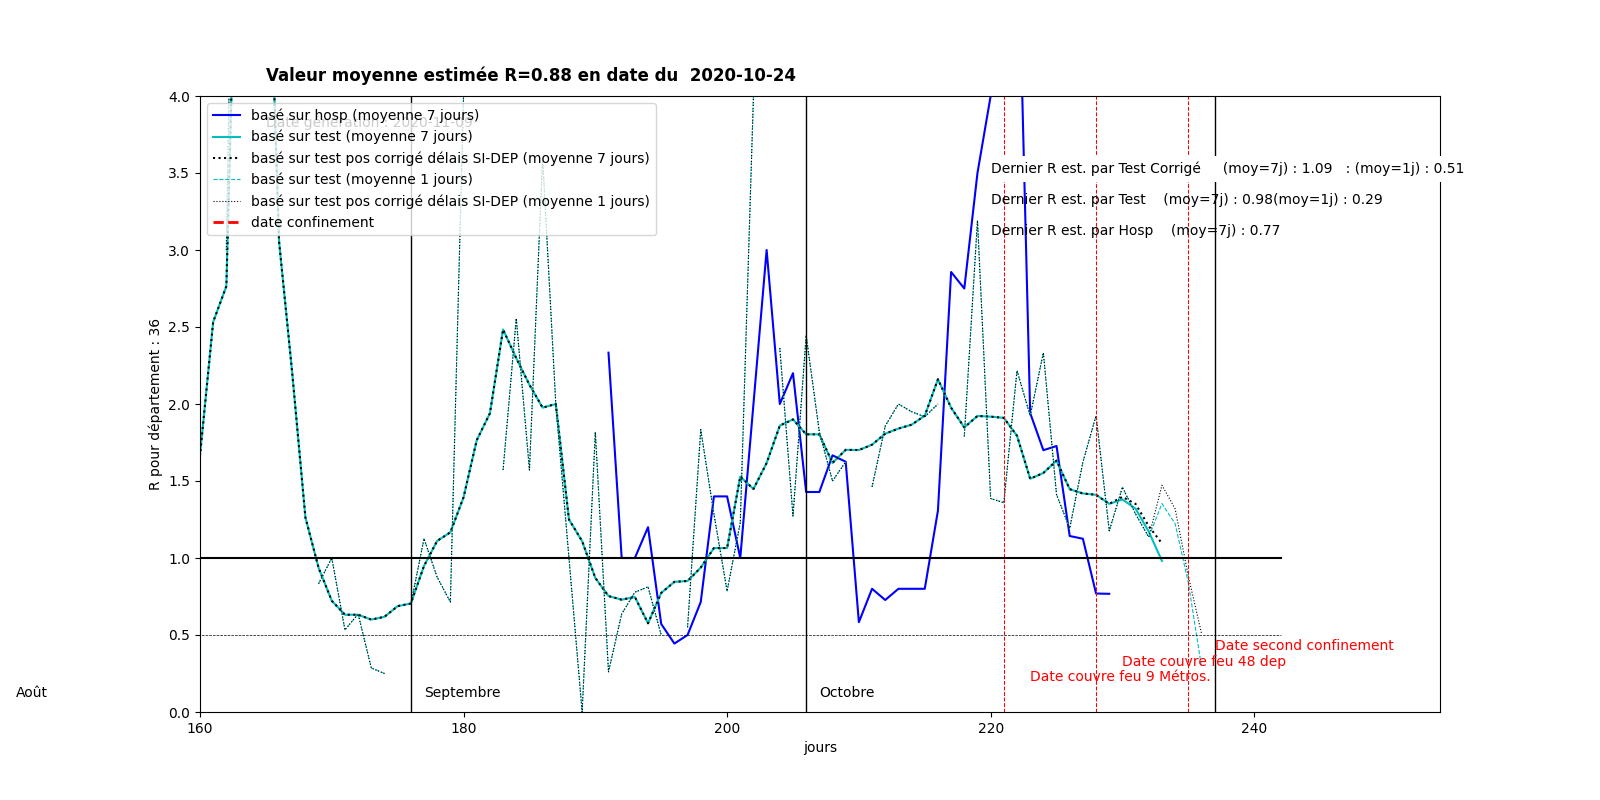 Valeur moyenne estimée R=0.88 en date du  2020-10-24
Date génération : 2020-11-09
basé sur hosp (moyenne 7 jours)
basé sur test (moyenne 7 jours)
basé sur test pos corrigé délais SI-DEP (moyenne 7 jours)
basé sur test (moyenne 1 jours)
basé sur test pos corrigé délais SI-DEP (moyenne 1 jours)
date confinement
Dernier R est. par Test Corrigé     (moy=7j) : 1.09   : (moy=1j) : 0.51
Dernier R est. par Test    (moy=7j) : 0.98(moy=1j) : 0.29
Dernier R est. par Hosp    (moy=7j) : 0.77
R pour département : 36
4.0
3.5
3.0
2.5
2.0
1.5
1.0
0.5
0.0
Date second confinement
Date couvre feu 48 dep
Date couvre feu 9 Métros.
Août
Septembre
Octobre
160
180
200
220
240
jours